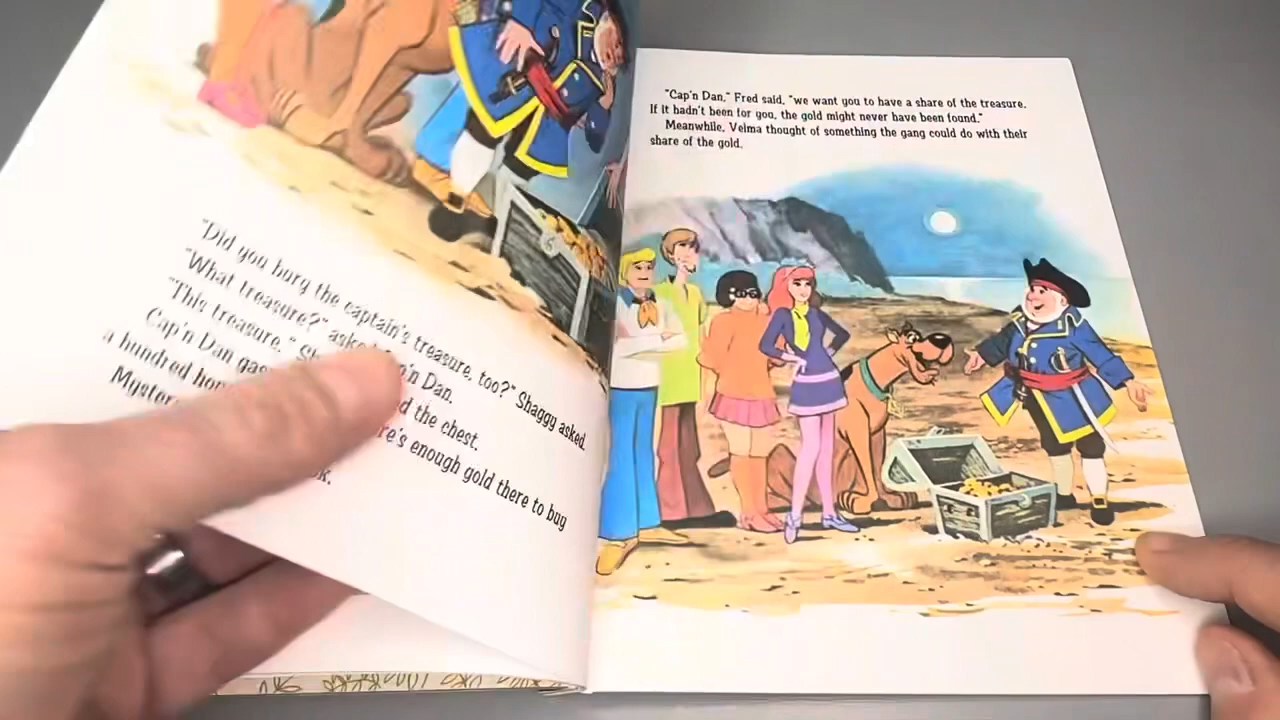 "Did you bury the captain's treasure, too?" Shaggy asked.
"What treasure?" asked Cap'n Dan.
"This treasure."
Cap'n Dan gas d the chest.
a hundred re's enough gold there to buy
"Cap'n Dan," Fred said, "we want you to have a share of the treasure.
If it hadn't been for you, the gold might never have been found."
Meanwhile, Velma thought of something the gang could do with their
share of the gold.